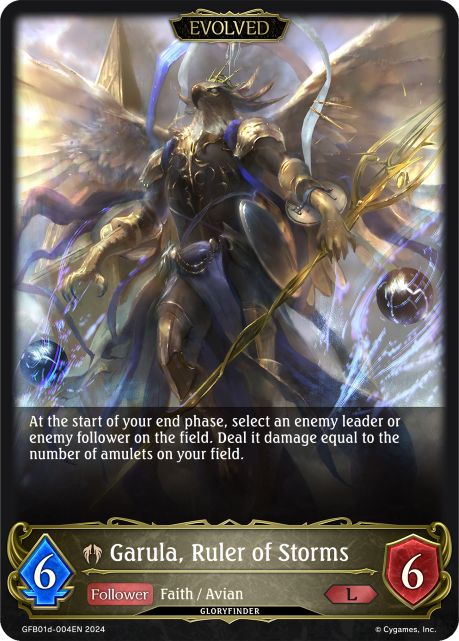 EVOLVED
At the start of your end phase, select an enemy leader or
enemy follower on the field. Deal it damage equal to the
number of amulets on your field.
Garula, Ruler of Storms
6
Follower
Faith / Avian
L
6
GLORYFINDER
GFB01d-004EN 2024
© Cygames, Inc.